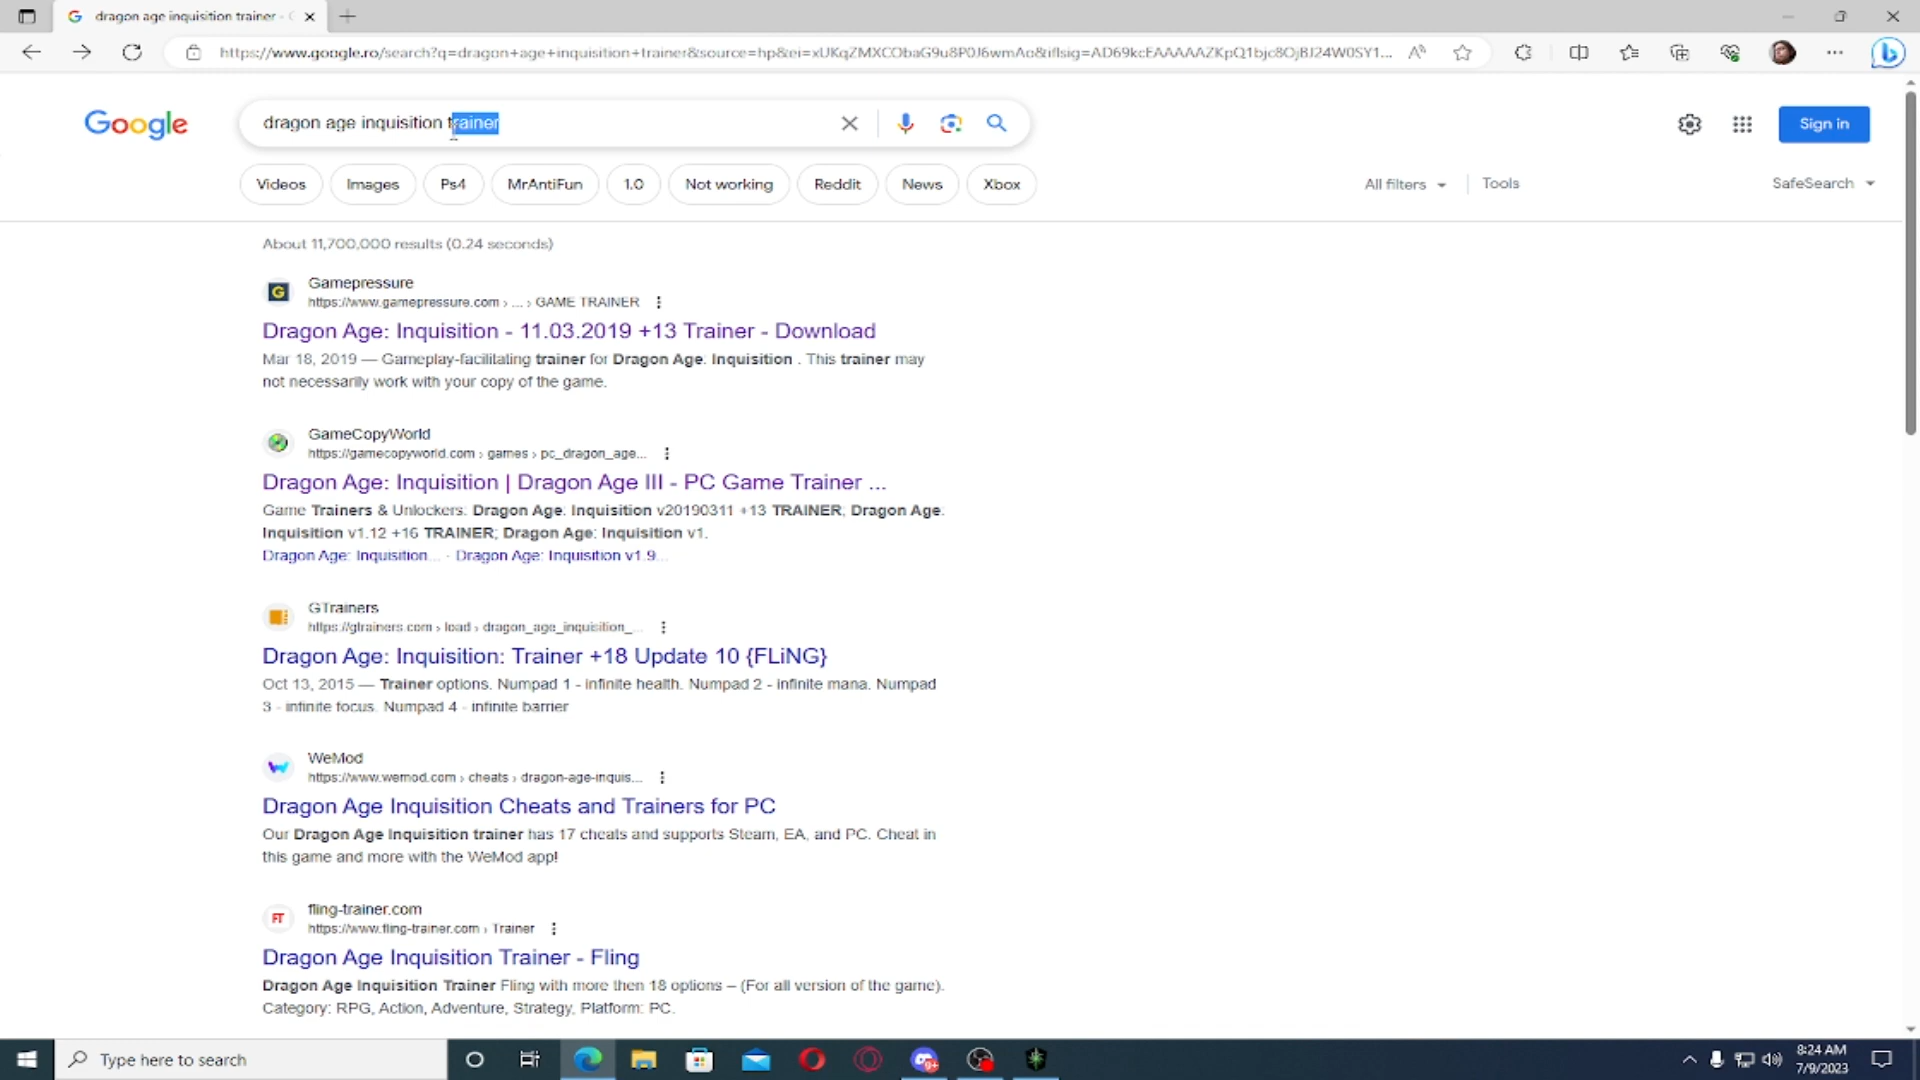 dragon age inquisition trainer - G
https://www.google.ro/search?q=dragon+age+inquisition+trainer&source=hp&ei=xUKqZMXCObaG9u8P0J6wmAo&iflsig=AD69kcEAAAAAZKpQ1bjc8OjBJ24W0SY1...
Google
dragon age inquisition trainer
Sign in
Videos
Images
Ps4
MrAntiFun
1.0
Not working
Reddit
News
Xbox
All filters
Tools
SafeSearch
About 11,700,000 results (0.24 seconds)
Gamepressure
https://www.gamepressure.com › ... › GAME TRAINER
Dragon Age: Inquisition - 11.03.2019 +13 Trainer - Download
Mar 18, 2019 — Gameplay-facilitating trainer for Dragon Age: Inquisition . This trainer may
not necessarily work with your copy of the game.
GameCopyWorld
https://gamecopyworld.com › games › pc_dragon_age...
Dragon Age: Inquisition | Dragon Age III - PC Game Trainer ...
Game Trainers & Unlockers: Dragon Age: Inquisition v20190311 +13 TRAINER; Dragon Age:
Inquisition v1.12 +16 TRAINER; Dragon Age: Inquisition v1.
Dragon Age: Inquisition... · Dragon Age: Inquisition v1.9...
GTrainers
https://gtrainers.com › load › dragon_age_inquisition_...
Dragon Age: Inquisition: Trainer +18 Update 10 {FLiNG}
Oct 13, 2015 — Trainer options. Numpad 1 - infinite health. Numpad 2 - infinite mana. Numpad
3 - infinite focus. Numpad 4 - infinite barrier
WeMod
https://www.wemod.com › cheats › dragon-age-inquis...
Dragon Age Inquisition Cheats and Trainers for PC
Our Dragon Age Inquisition trainer has 17 cheats and supports Steam, EA, and PC. Cheat in
this game and more with the WeMod app!
FT
fling-trainer.com
https://www.fling-trainer.com › Trainer
Dragon Age Inquisition Trainer - Fling
Dragon Age Inquisition Trainer Fling with more then 18 options – (For all version of the game).
Category: RPG, Action, Adventure, Strategy, Platform: PC.
Type here to search
8:24 AM
7/9/2023